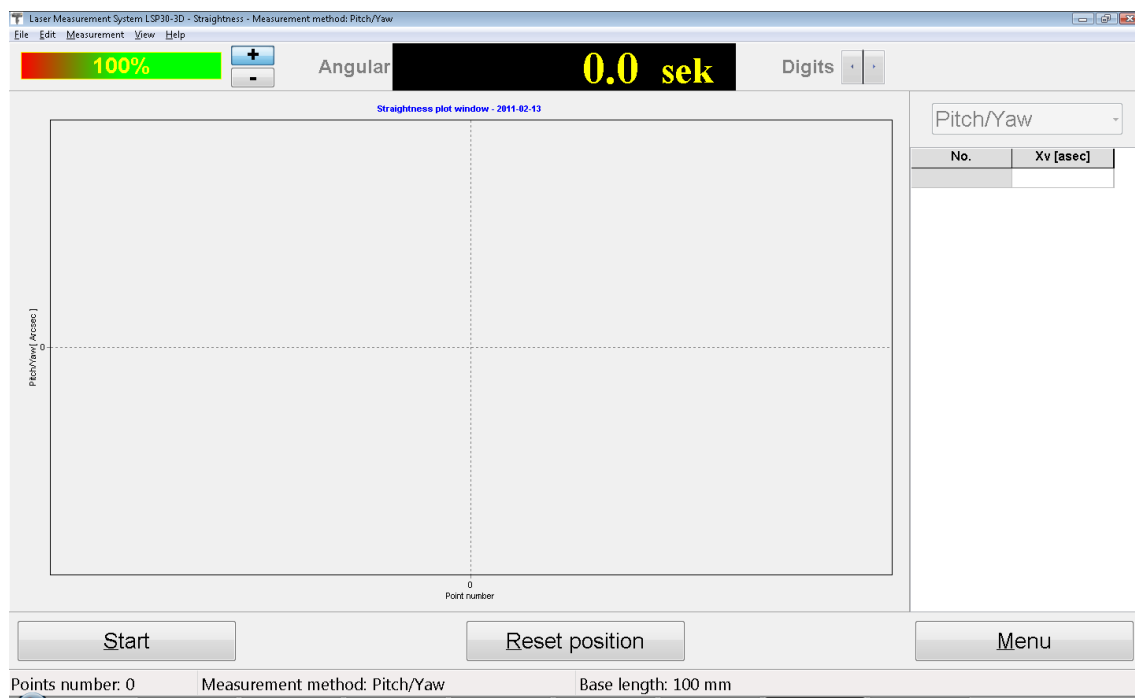 Laser Measurement System LSP30-3D - Straightness - Measurement method: Pitch/Yaw
File Edit Measurement View Help
100% + - Angular 0.0 sek Digits
Straightness plot window - 2011-02-13
Pitch/Yaw
No. Xv [asec]
Pitch/Yaw[ Arcsec ]
0
0
Point number
Start Reset position Menu
Points number: 0 Measurement method: Pitch/Yaw Base length: 100 mm